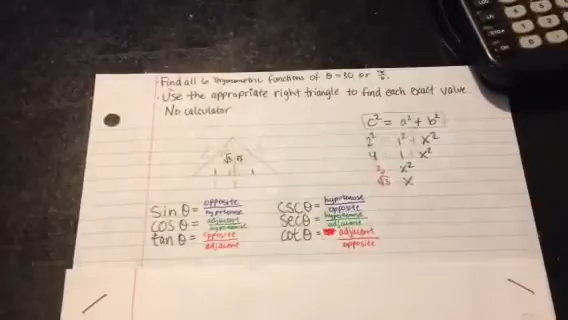 Find all 6 Trigonometric functions of θ=30 or π/6.
Use the appropriate right triangle to find each exact value.
No calculator
c² = a² + b²
2² = 1² + x²
4 1 + x²
3 x²
√3 x
√3
1 1
sin θ = opposite/hypotenuse
cos θ = adjacent/hypotenuse
tan θ = opposite/adjacent
csc θ = hypotenuse/opposite
sec θ = hypotenuse/adjacent
cot θ = adjacent/opposite